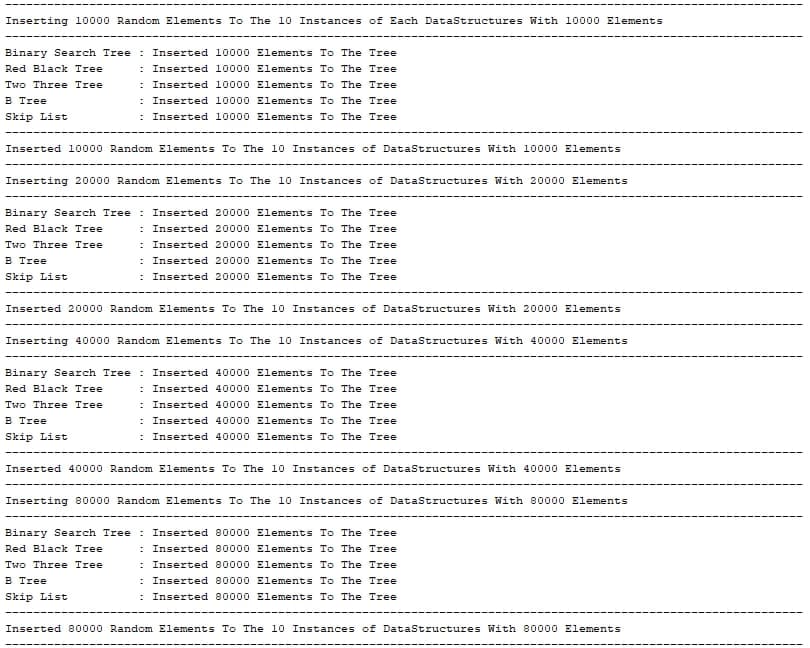 Inserting 10000 Random Elements To The 10 Instances of Each DataStructures With 10000 Elements
Binary Search Tree : Inserted 10000 Elements To The Tree
Red Black Tree     : Inserted 10000 Elements To The Tree
Two Three Tree     : Inserted 10000 Elements To The Tree
B Tree             : Inserted 10000 Elements To The Tree
Skip List          : Inserted 10000 Elements To The Tree
Inserted 10000 Random Elements To The 10 Instances of DataStructures With 10000 Elements
Inserting 20000 Random Elements To The 10 Instances of DataStructures With 20000 Elements
Binary Search Tree : Inserted 20000 Elements To The Tree
Red Black Tree     : Inserted 20000 Elements To The Tree
Two Three Tree     : Inserted 20000 Elements To The Tree
B Tree             : Inserted 20000 Elements To The Tree
Skip List          : Inserted 20000 Elements To The Tree
Inserted 20000 Random Elements To The 10 Instances of DataStructures With 20000 Elements
Inserting 40000 Random Elements To The 10 Instances of DataStructures With 40000 Elements
Binary Search Tree : Inserted 40000 Elements To The Tree
Red Black Tree     : Inserted 40000 Elements To The Tree
Two Three Tree     : Inserted 40000 Elements To The Tree
B Tree             : Inserted 40000 Elements To The Tree
Skip List          : Inserted 40000 Elements To The Tree
Inserted 40000 Random Elements To The 10 Instances of DataStructures With 40000 Elements
Inserting 80000 Random Elements To The 10 Instances of DataStructures With 80000 Elements
Binary Search Tree : Inserted 80000 Elements To The Tree
Red Black Tree     : Inserted 80000 Elements To The Tree
Two Three Tree     : Inserted 80000 Elements To The Tree
B Tree             : Inserted 80000 Elements To The Tree
Skip List          : Inserted 80000 Elements To The Tree
Inserted 80000 Random Elements To The 10 Instances of DataStructures With 80000 Elements